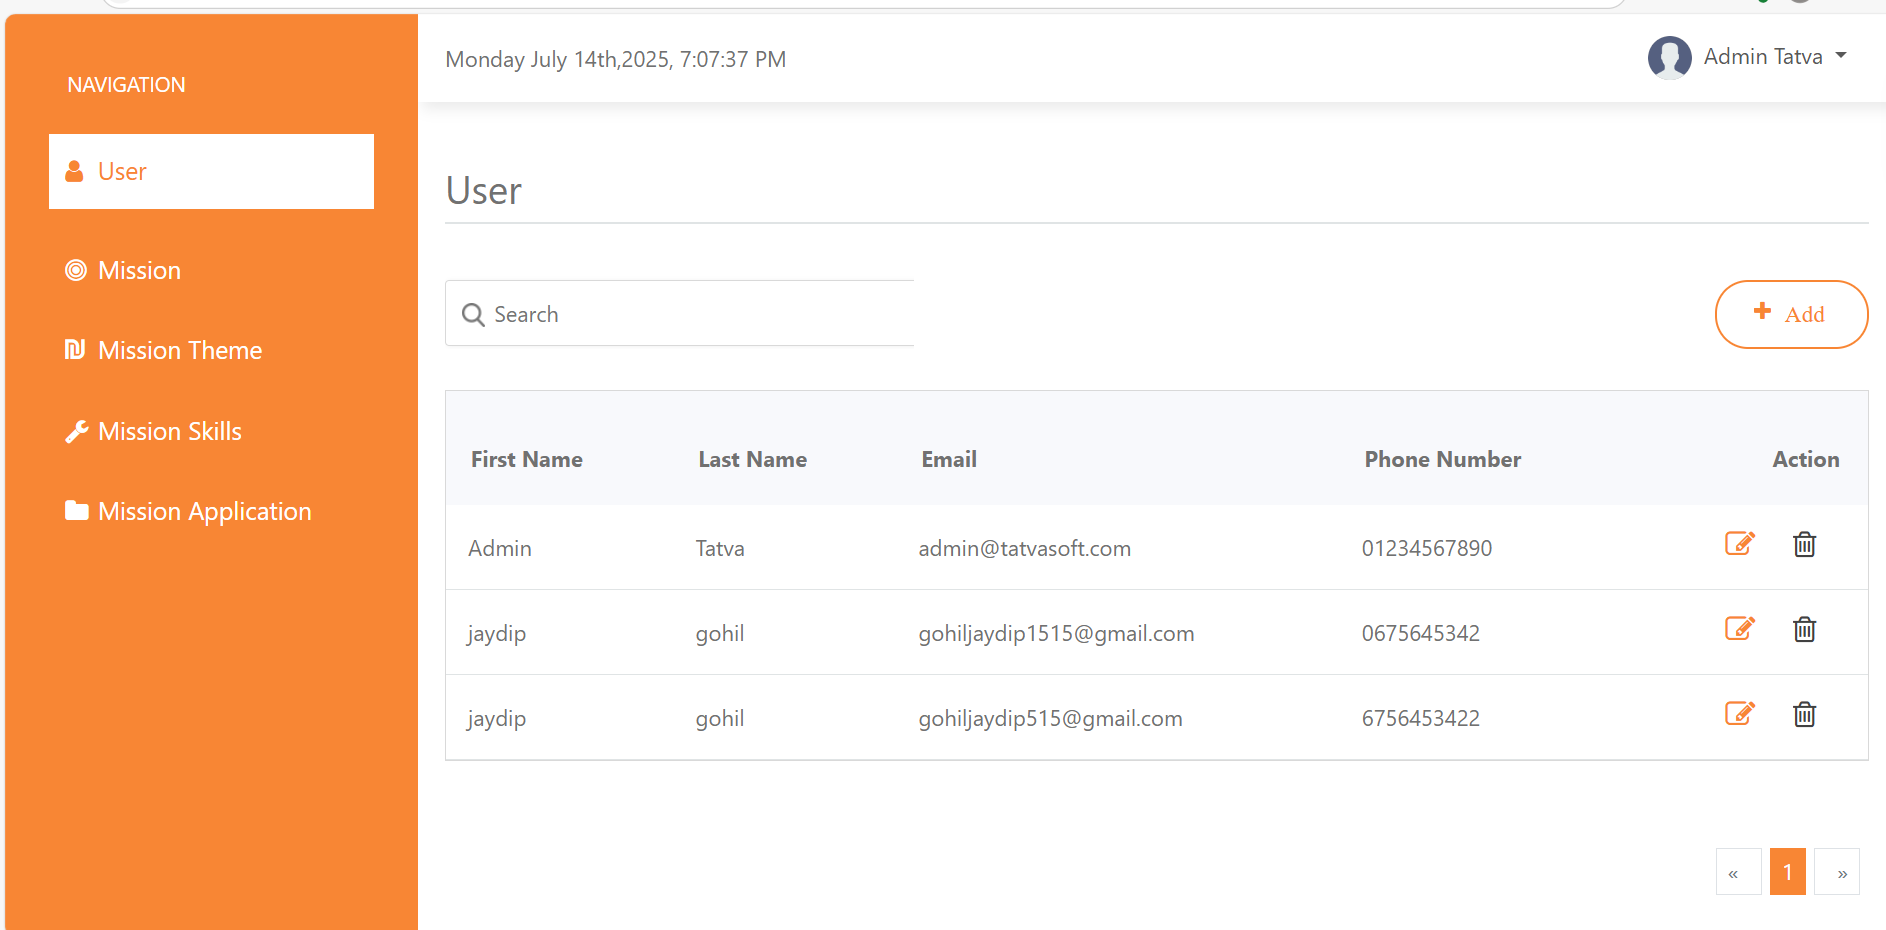 NAVIGATION
User
Mission
Mission Theme
Mission Skills
Mission Application
Monday July 14th,2025, 7:07:37 PM
Admin Tatva
User
Search
Add
First Name Last Name Email Phone Number Action
Admin Tatva admin@tatvasoft.com 01234567890
jaydip gohil gohiljaydip1515@gmail.com 0675645342
jaydip gohil gohiljaydip515@gmail.com 6756453422
« 1 »